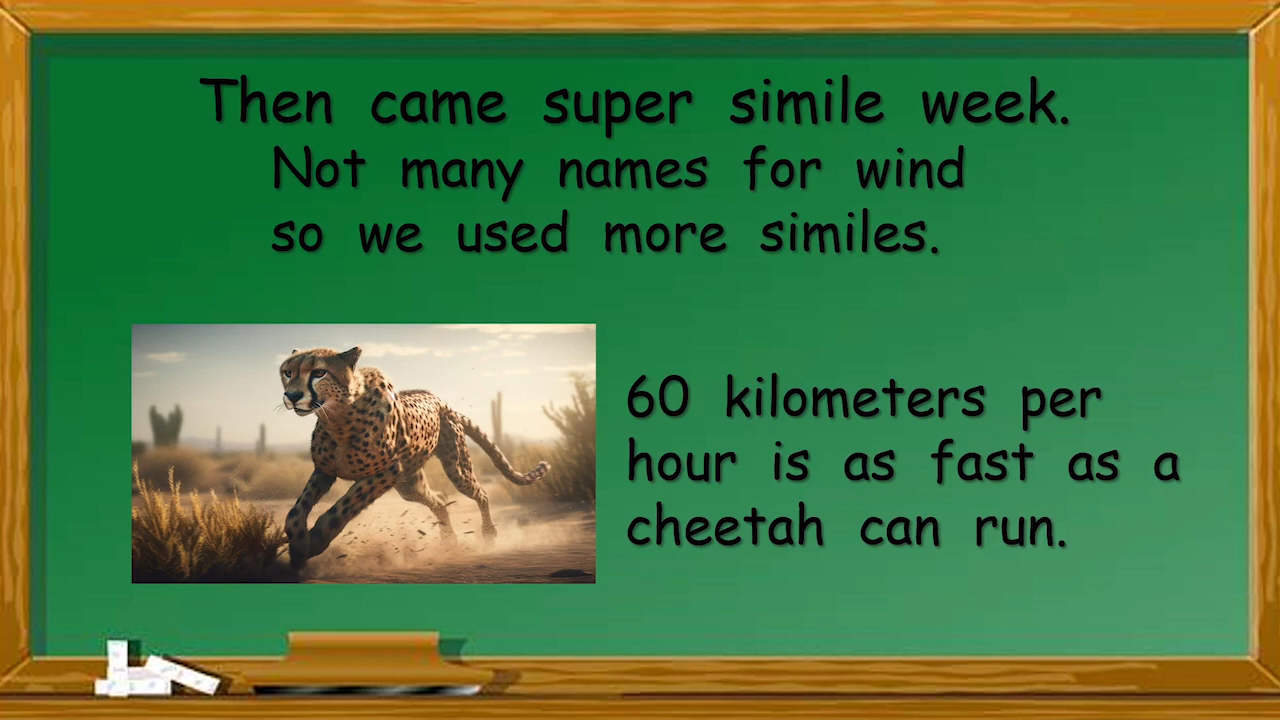 Then came super simile week.
Not many names for wind
so we used more similes.
60 kilometers per
hour is as fast as a
cheetah can run.